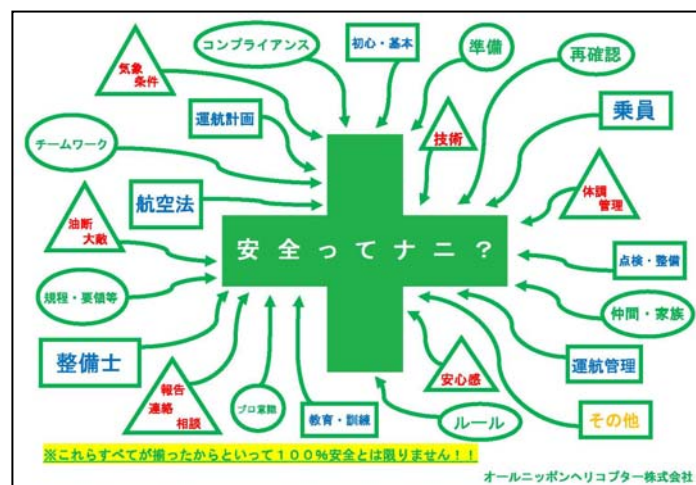 コンプライアンス
初心・基本
準備
再確認
気象
条件
運航計画
技術
乗員
チームワーク
航空法
体調
管理
油断
大敵
安全ってナニ？
点検・整備
規程・要領等
仲間・家族
整備士
報告
連絡
相談
プロ意識
教育・訓練
安心感
ルール
運航管理
その他
※これらすべてが揃ったからといって１００％安全とは限りません！！
オールニッポンヘリコプター株式会社